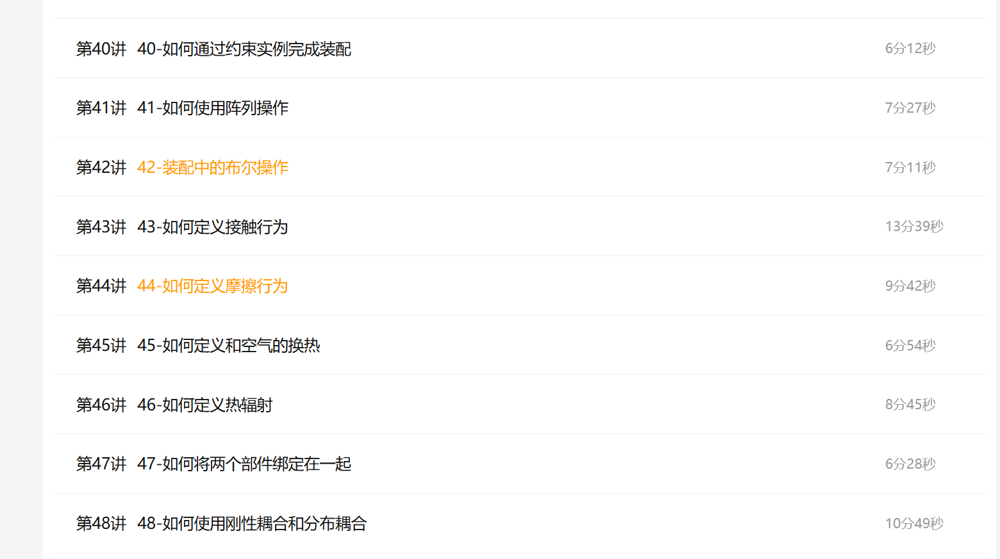 第40讲 40-如何通过约束实例完成装配 6分12秒
第41讲 41-如何使用阵列操作 7分27秒
第42讲 42-装配中的布尔操作 7分11秒
第43讲 43-如何定义接触行为 13分39秒
第44讲 44-如何定义摩擦行为 9分42秒
第45讲 45-如何定义和空气的换热 6分54秒
第46讲 46-如何定义热辐射 8分45秒
第47讲 47-如何将两个部件绑定在一起 6分28秒
第48讲 48-如何使用刚性耦合和分布耦合 10分49秒